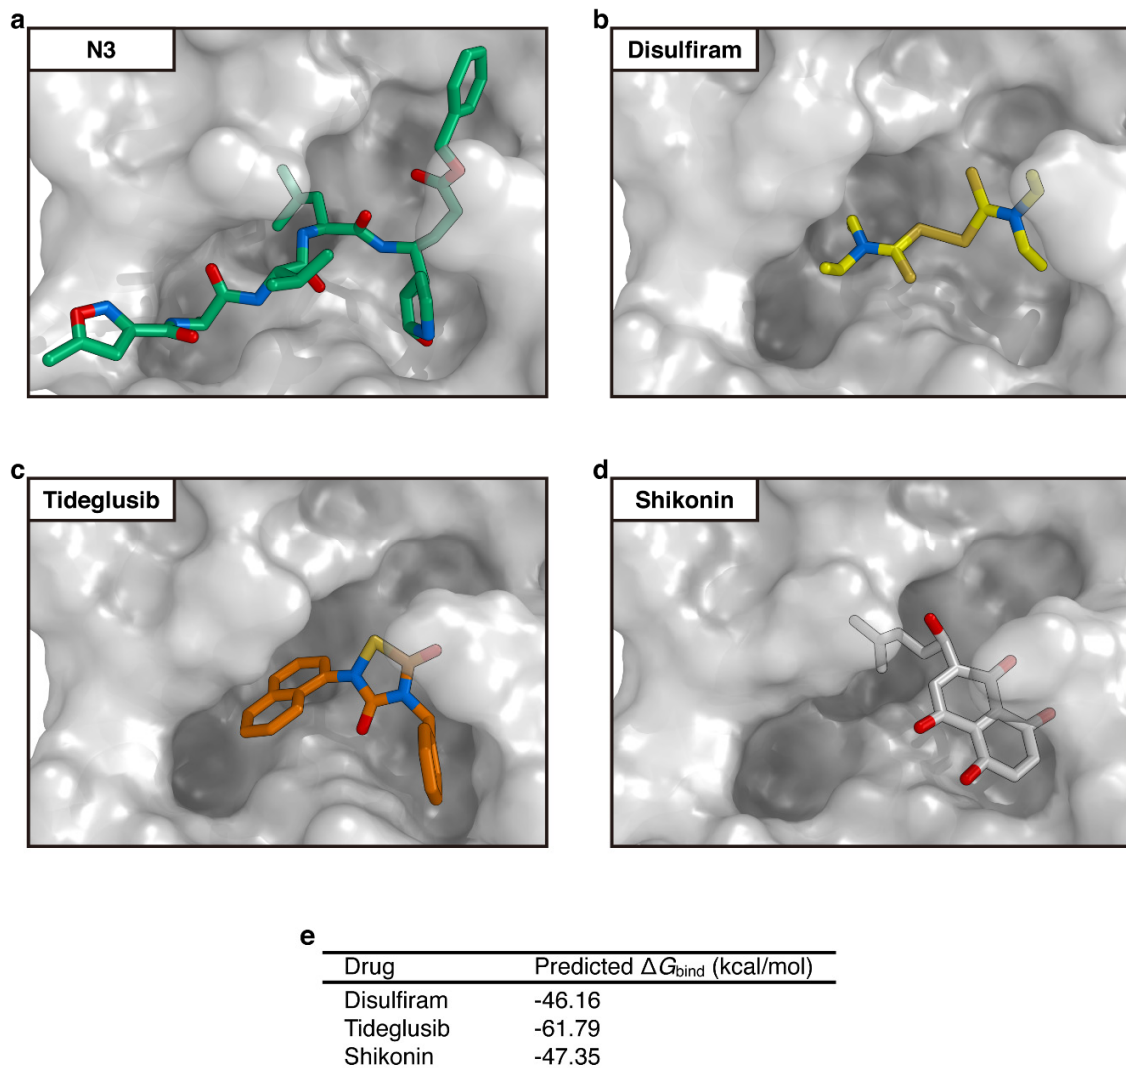 a
N3
b
Disulfiram
c
Tideglusib
d
Shikonin
e
Drug Predicted ΔGbind (kcal/mol)
Disulfiram -46.16
Tideglusib -61.79
Shikonin -47.35